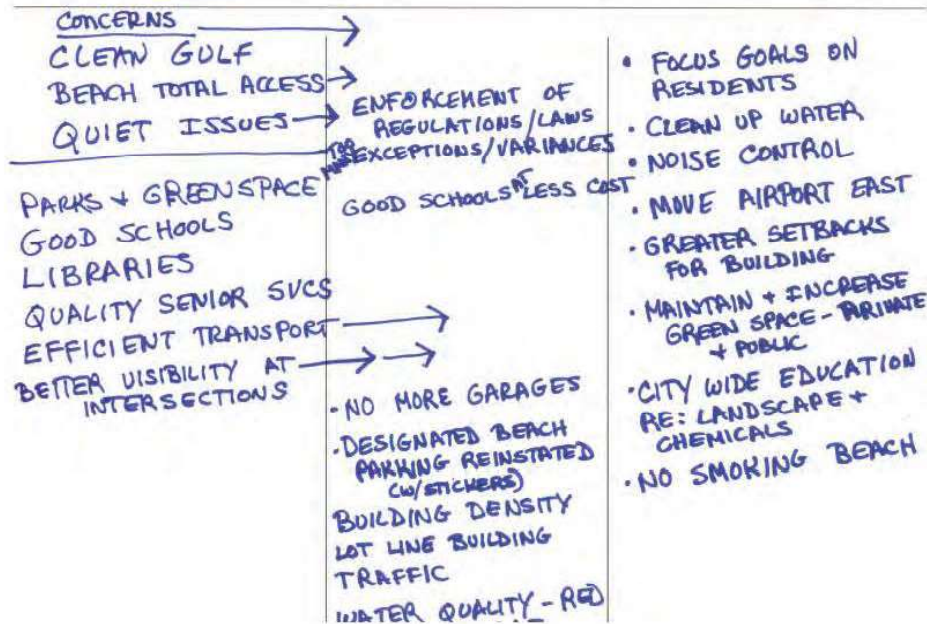 CONCERNS
CLEAN GULF
BEACH TOTAL ACCESS
QUIET ISSUES
PARKS + GREENSPACE
GOOD SCHOOLS
LIBRARIES
QUALITY SENIOR SVCS
EFFICIENT TRANSPORT
BETTER VISIBILITY AT
INTERSECTIONS
ENFORCEMENT OF
REGULATIONS/LAWS
TOO MANY EXCEPTIONS/VARIANCES
GOOD SCHOOLS AT LESS COST
• NO MORE GARAGES
• DESIGNATED BEACH
PARKING REINSTATED
(W/STICKERS)
BUILDING DENSITY
LOT LINE BUILDING
TRAFFIC
WATER QUALITY - RED
• FOCUS GOALS ON
RESIDENTS
• CLEAN UP WATER
• NOISE CONTROL
• MOVE AIRPORT EAST
• GREATER SETBACKS
FOR BUILDING
• MAINTAIN + INCREASE
GREEN SPACE - PRIVATE
+ PUBLIC
• CITY WIDE EDUCATION
RE: LANDSCAPE +
CHEMICALS
• NO SMOKING BEACH